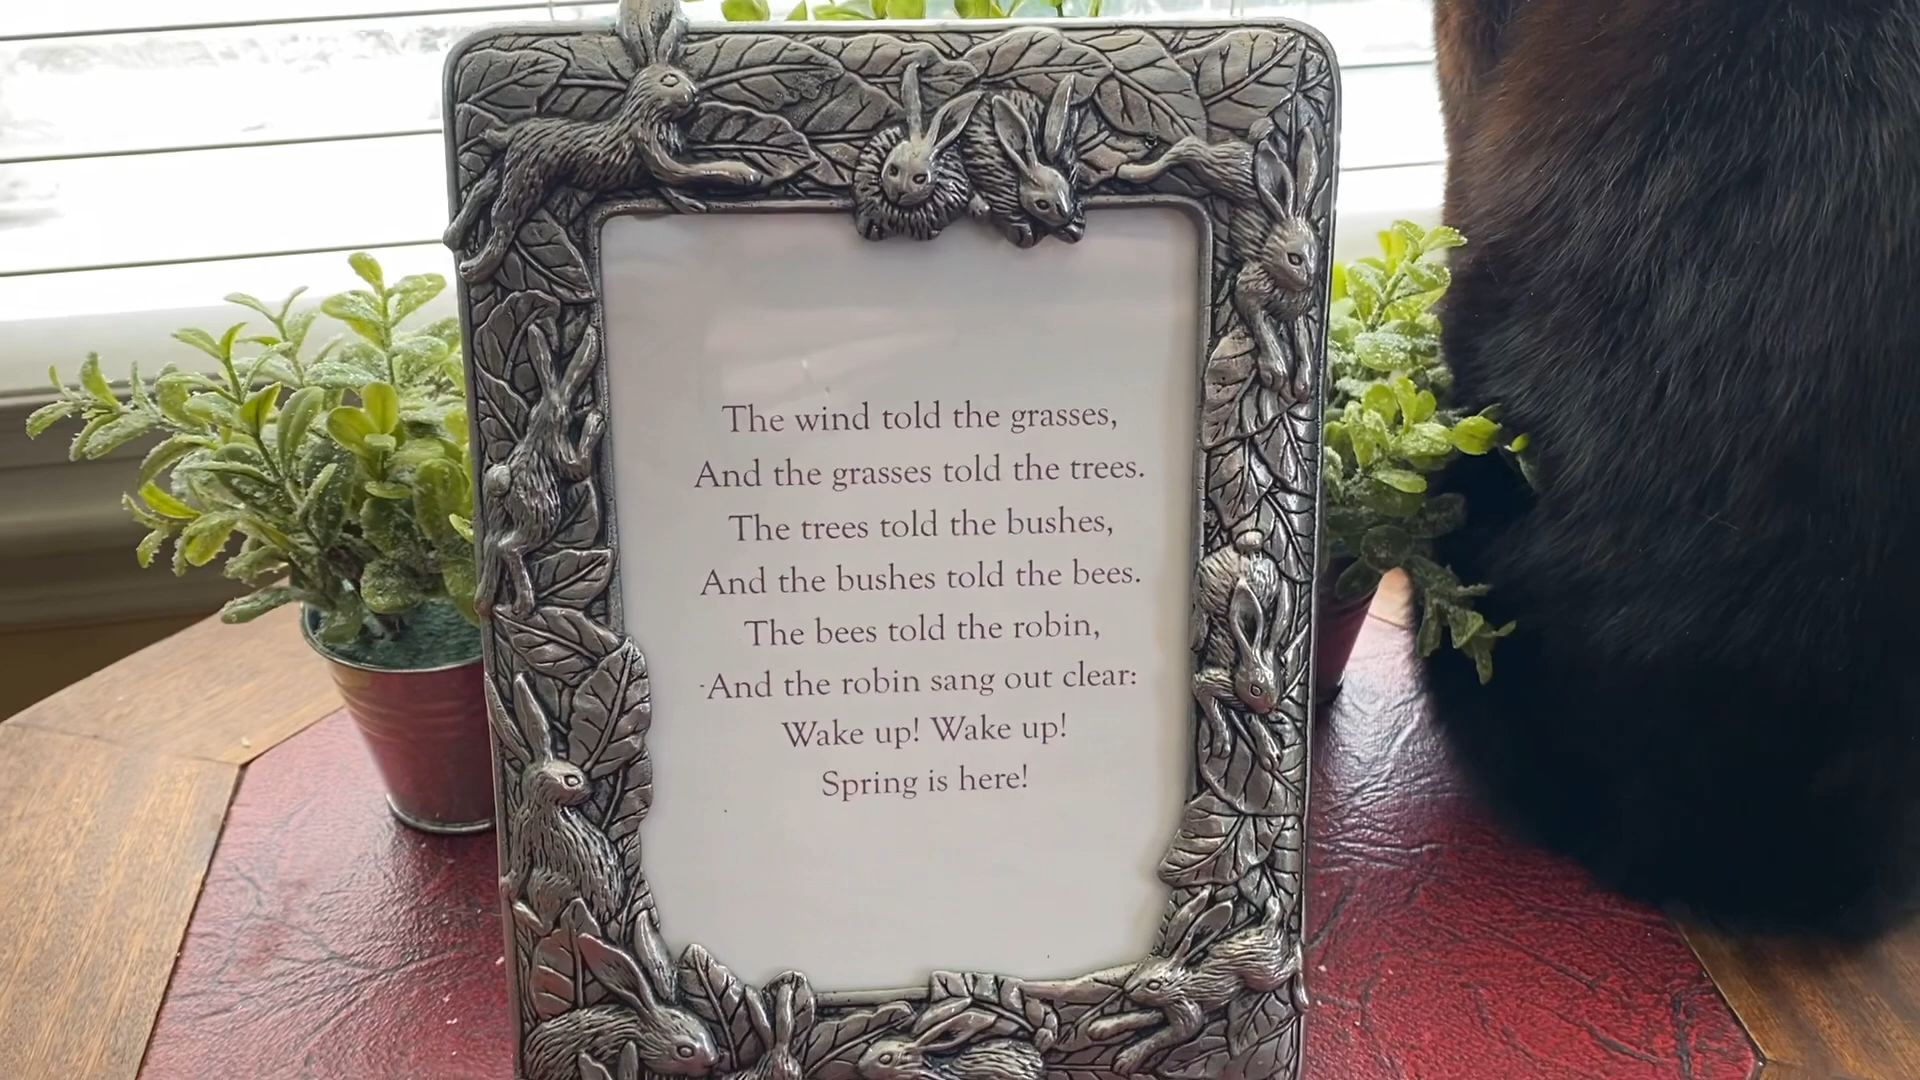 The wind told the grasses,
And the grasses told the trees.
The trees told the bushes,
And the bushes told the bees.
The bees told the robin,
And the robin sang out clear:
Wake up! Wake up!
Spring is here!